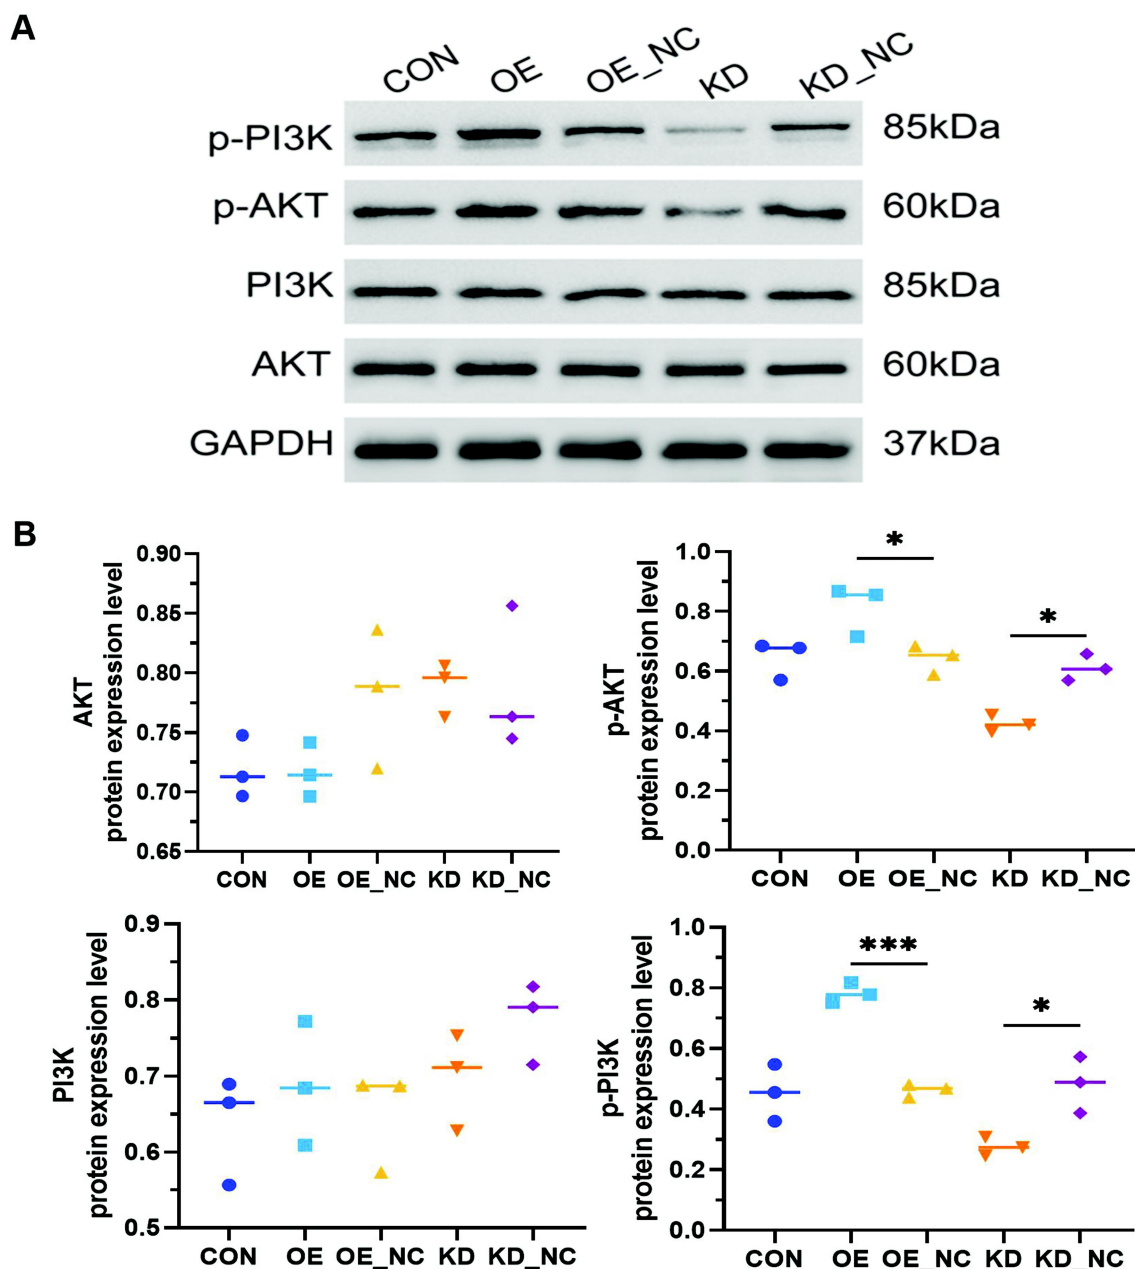 A
CON OE OE_NC KD KD_NC
p-PI3K 85kDa
p-AKT 60kDa
PI3K 85kDa
AKT 60kDa
GAPDH 37kDa
B
AKT
protein expression level
0.90
0.85
0.80
0.75
0.70
0.65
CON OE OE_NC KD KD_NC
p-AKT
protein expression level
1.0
0.8
0.6
0.4
0.2
0.0
*
*
CON OE OE_NC KD KD_NC
PI3K
protein expression level
0.9
0.8
0.7
0.6
0.5
CON OE OE_NC KD KD_NC
p-PI3K
protein expression level
1.0
0.8
0.6
0.4
0.2
0.0
***
*
CON OE OE_NC KD KD_NC